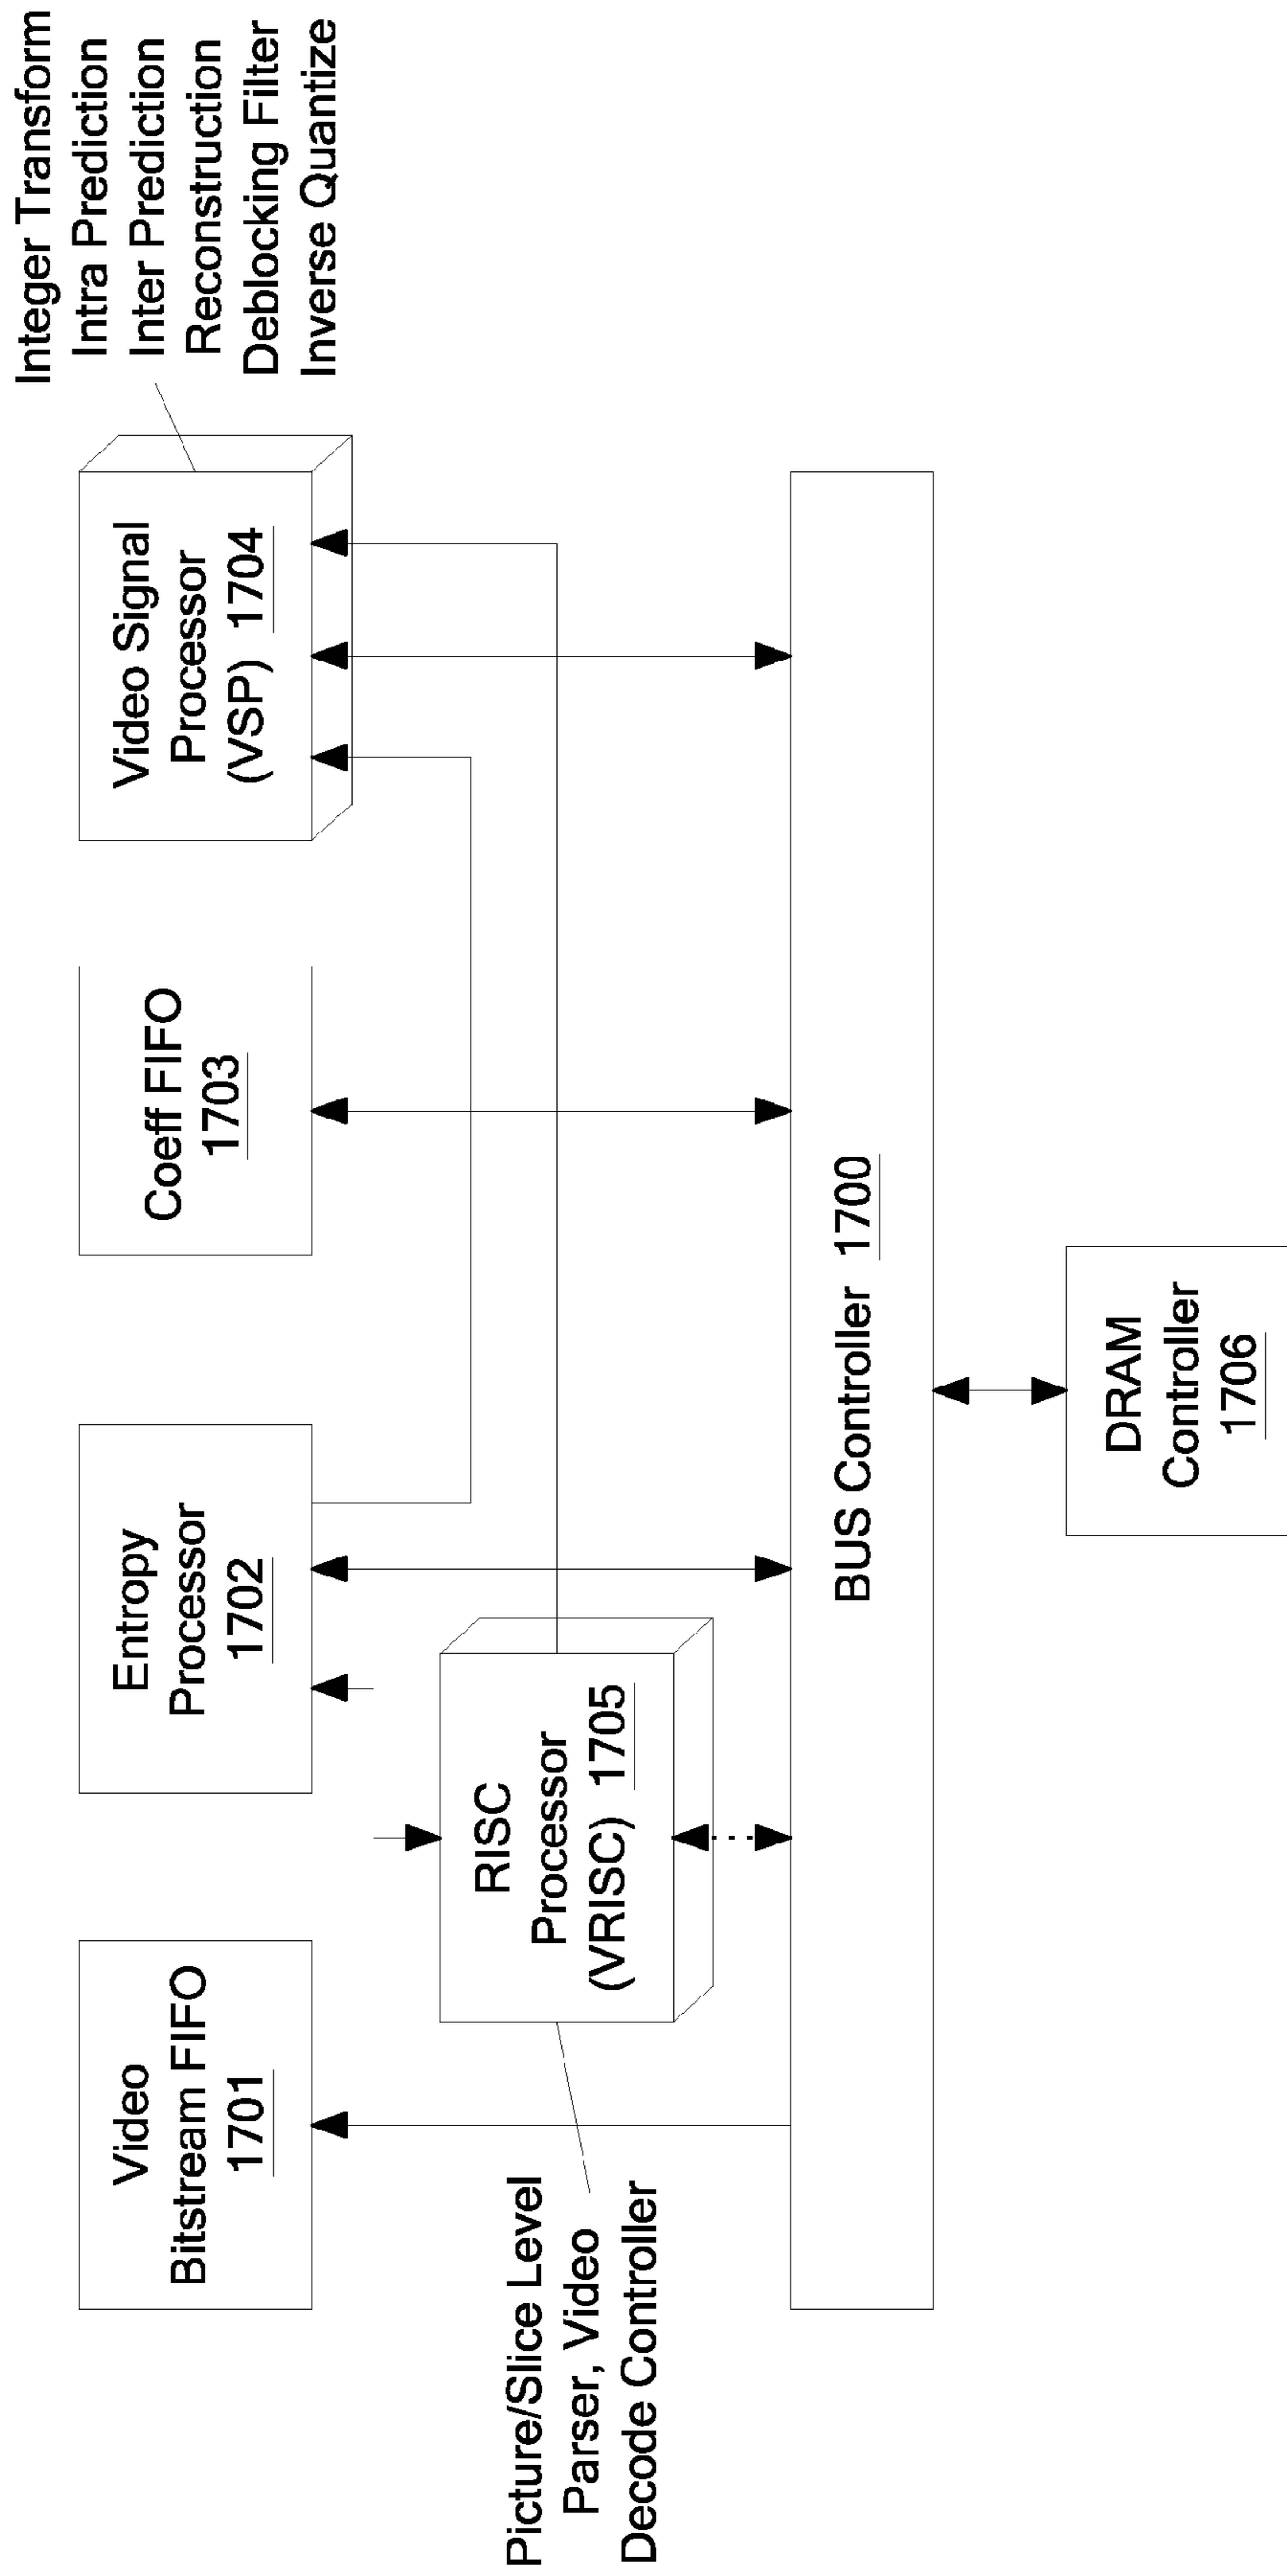 Video
Bitstream FIFO
1701
Entropy
Processor
1702
Coeff FIFO
1703
Video Signal
Processor
(VSP) 1704
Integer Transform
Intra Prediction
Inter Prediction
Reconstruction
Deblocking Filter
Inverse Quantize
Picture/Slice Level
Parser, Video
Decode Controller
RISC
Processor
(VRISC) 1705
BUS Controller 1700
DRAM
Controller
1706